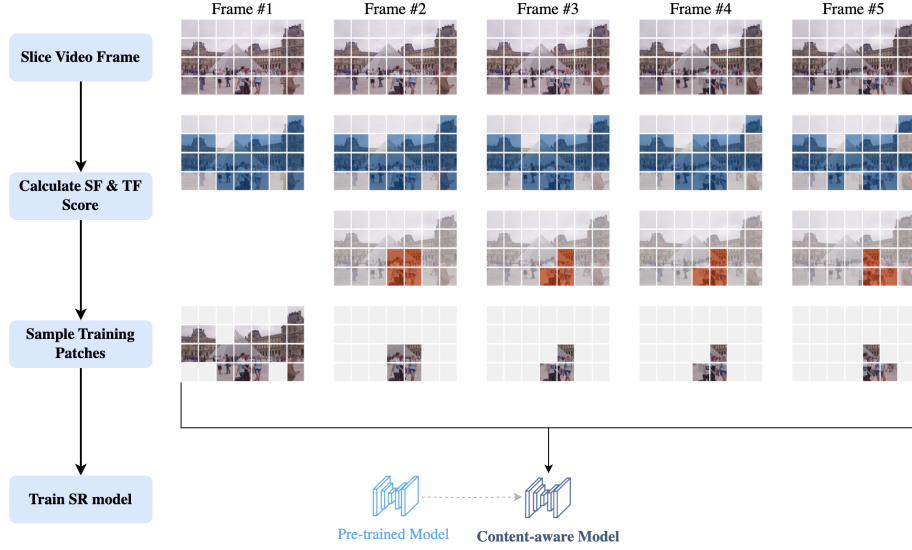 Frame #1 Frame #2 Frame #3 Frame #4 Frame #5
Slice Video Frame
Calculate SF & TF
Score
Sample Training
Patches
Train SR model
Pre-trained Model
Content-aware Model